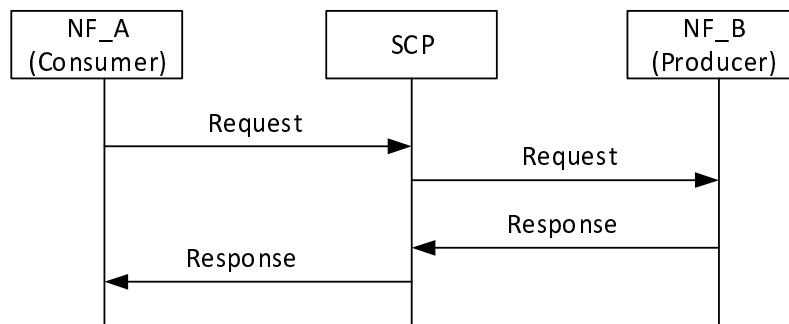 NF_A
(Consumer)
SCP
NF_B
(Producer)
Request
Request
Response
Response